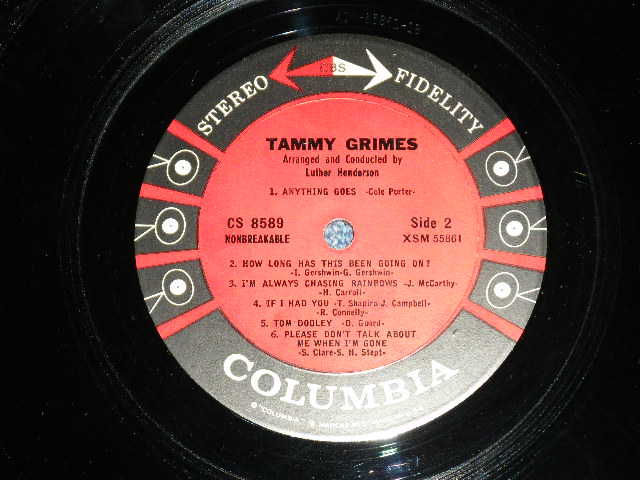 STEREO CBS FIDELITY
TAMMY GRIMES
Arranged and Conducted by
Luther Henderson
1. ANYTHING GOES -Cole Porter-
CS 8589
NONBREAKABLE
Side 2
XSM 55861
2. HOW LONG HAS THIS BEEN GOING ON?
-I. Gershwin-G. Gershwin-
3. I'M ALWAYS CHASING RAINBOWS -J. McCarthy-
-H. Carroll-
4. IF I HAD YOU -T. Shapiro-J. Campbell-
-R. Connelly-
5. TOM DOOLEY -D. Guard-
6. PLEASE DON'T TALK ABOUT
ME WHEN I'M GONE
-S. Clare-S. H. Stept-
COLUMBIA
® "COLUMBIA"